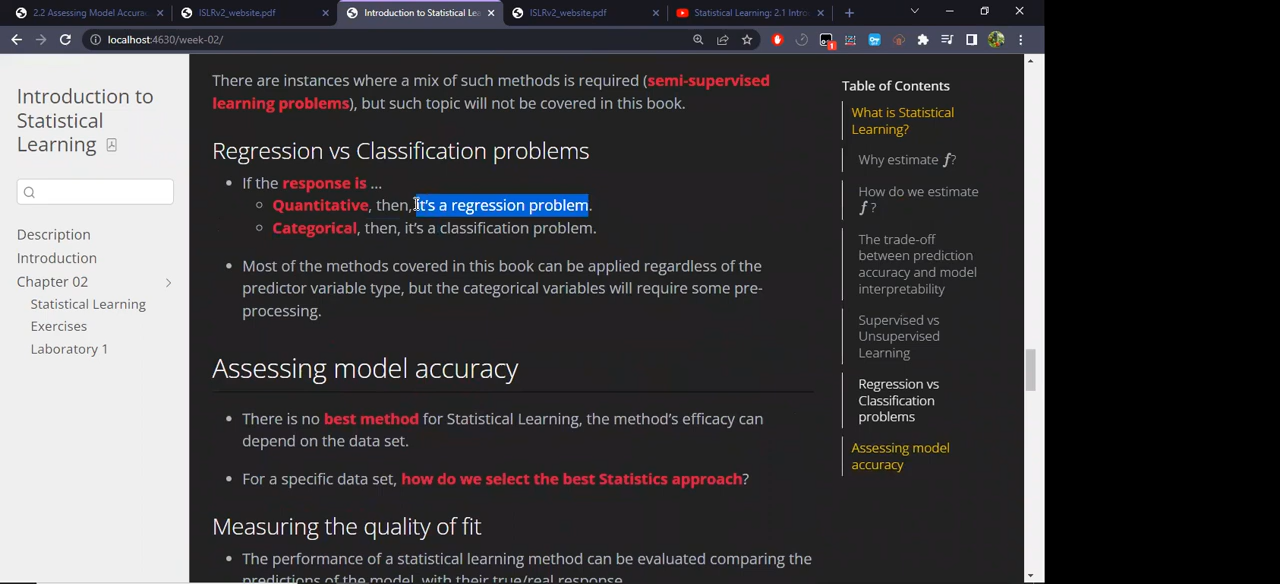 2.2 Assessing Model Accura
ISLRv2_website.pdf
Introduction to Statistical Le
ISLRv2_website.pdf
Statistical Learning: 2.1 Intro
localhost:4630/week-02/
Introduction to
Statistical
Learning
Description
Introduction
Chapter 02
Statistical Learning
Exercises
Laboratory 1
There are instances where a mix of such methods is required (semi-supervised
learning problems), but such topic will not be covered in this book.
Regression vs Classification problems
If the response is ...
Quantitative, then, it's a regression problem.
Categorical, then, it's a classification problem.
Most of the methods covered in this book can be applied regardless of the
predictor variable type, but the categorical variables will require some pre-
processing.
Assessing model accuracy
There is no best method for Statistical Learning, the method's efficacy can
depend on the data set.
For a specific data set, how do we select the best Statistics approach?
Measuring the quality of fit
The performance of a statistical learning method can be evaluated comparing the
predictions of the model, with their true/real response.
Table of Contents
What is Statistical
Learning?
Why estimate f?
How do we estimate
f?
The trade-off
between prediction
accuracy and model
interpretability
Supervised vs
Unsupervised
Learning
Regression vs
Classification
problems
Assessing model
accuracy